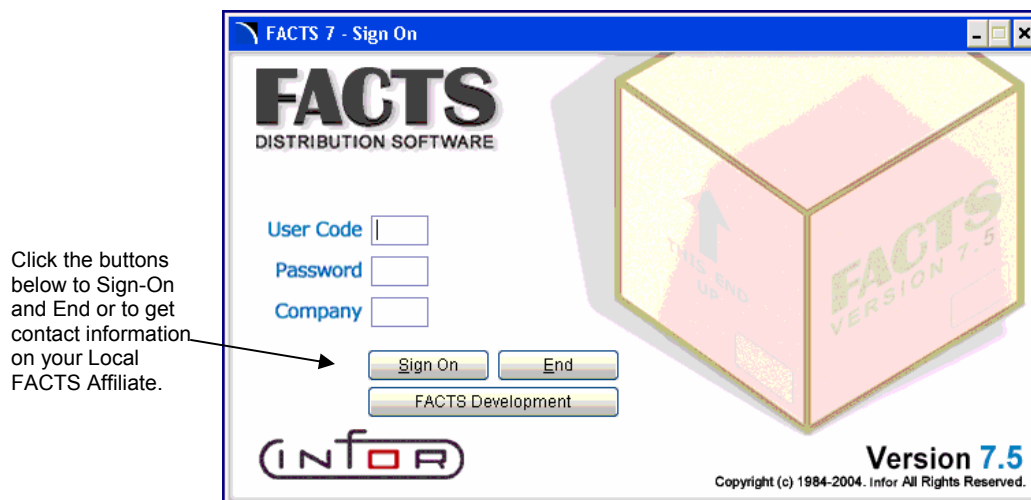 FACTS 7 - Sign On
FACTS
DISTRIBUTION SOFTWARE
User Code
Password
Company
Click the buttons
below to Sign-On
and End or to get
contact information
on your Local
FACTS Affiliate.
Sign On
End
FACTS Development
THIS END
UP
FACTS
VERSION 7.5
INFOR
Version 7.5
Copyright (c) 1984-2004. Infor All Rights Reserved.